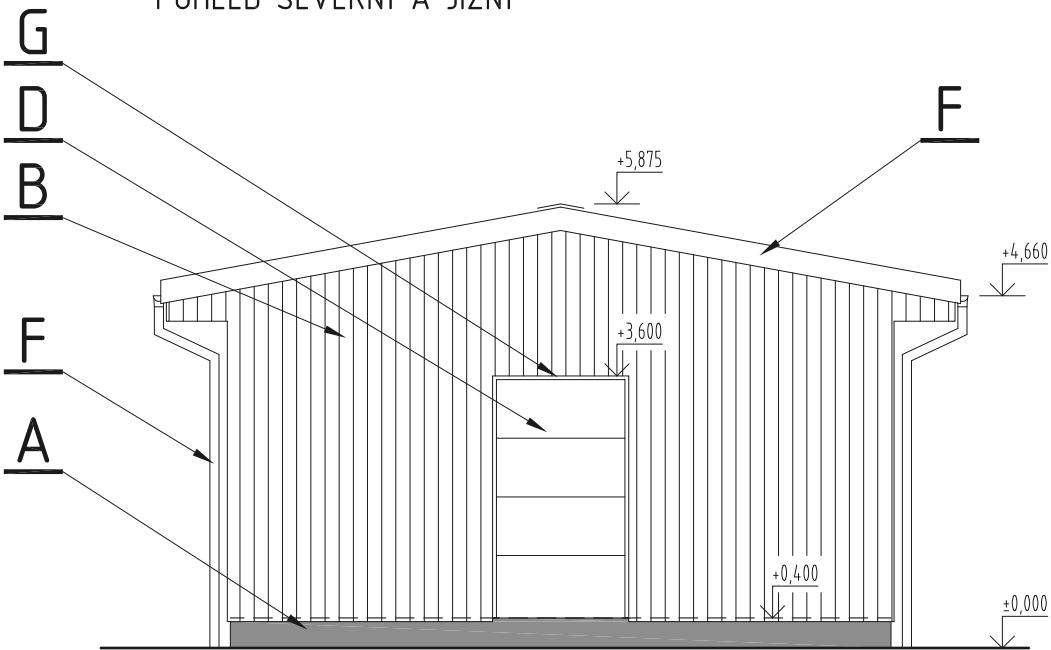 POHLED SEVERNÍ A JIŽNÍ
G
D
F
+5,875
B
+4,660
+3,600
F
A
+0,400
±0,000